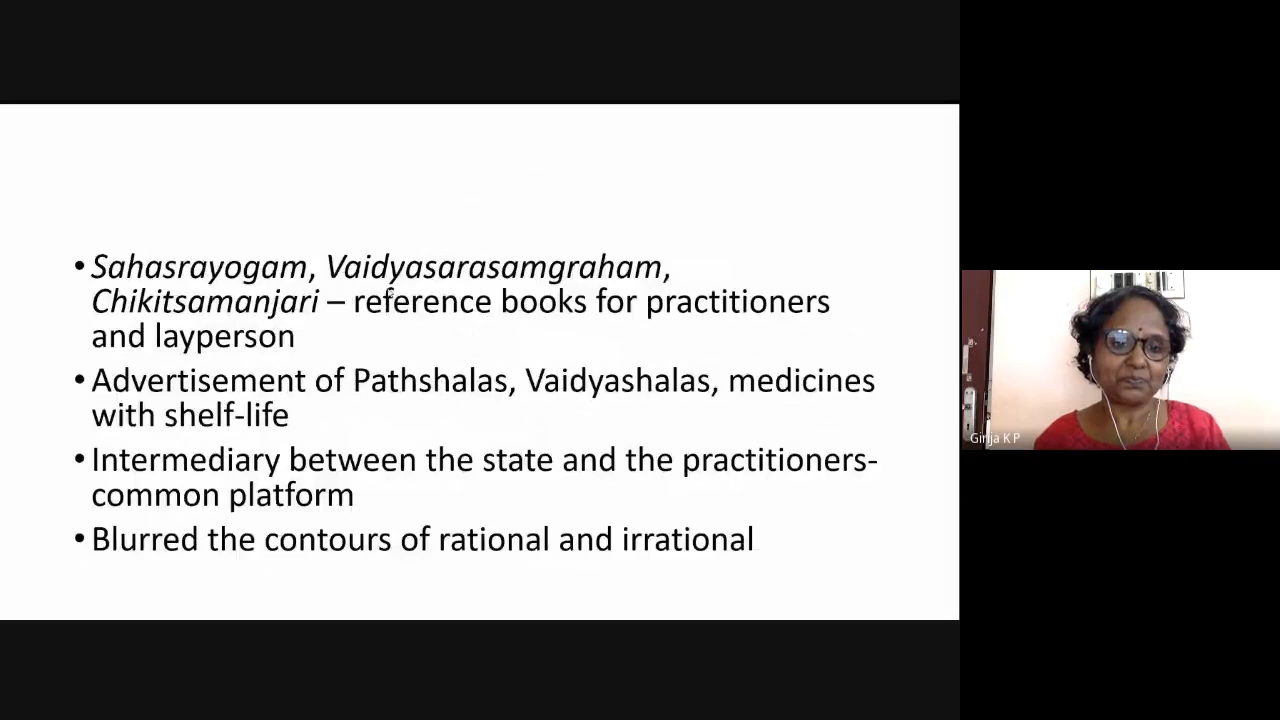 • Sahasrayogam, Vaidyasarasamgraham,
Chikitsamanjari – reference books for practitioners
and layperson
• Advertisement of Pathshalas, Vaidyashalas, medicines
with shelf-life
• Intermediary between the state and the practitioners-
common platform
• Blurred the contours of rational and irrational
Girija K P